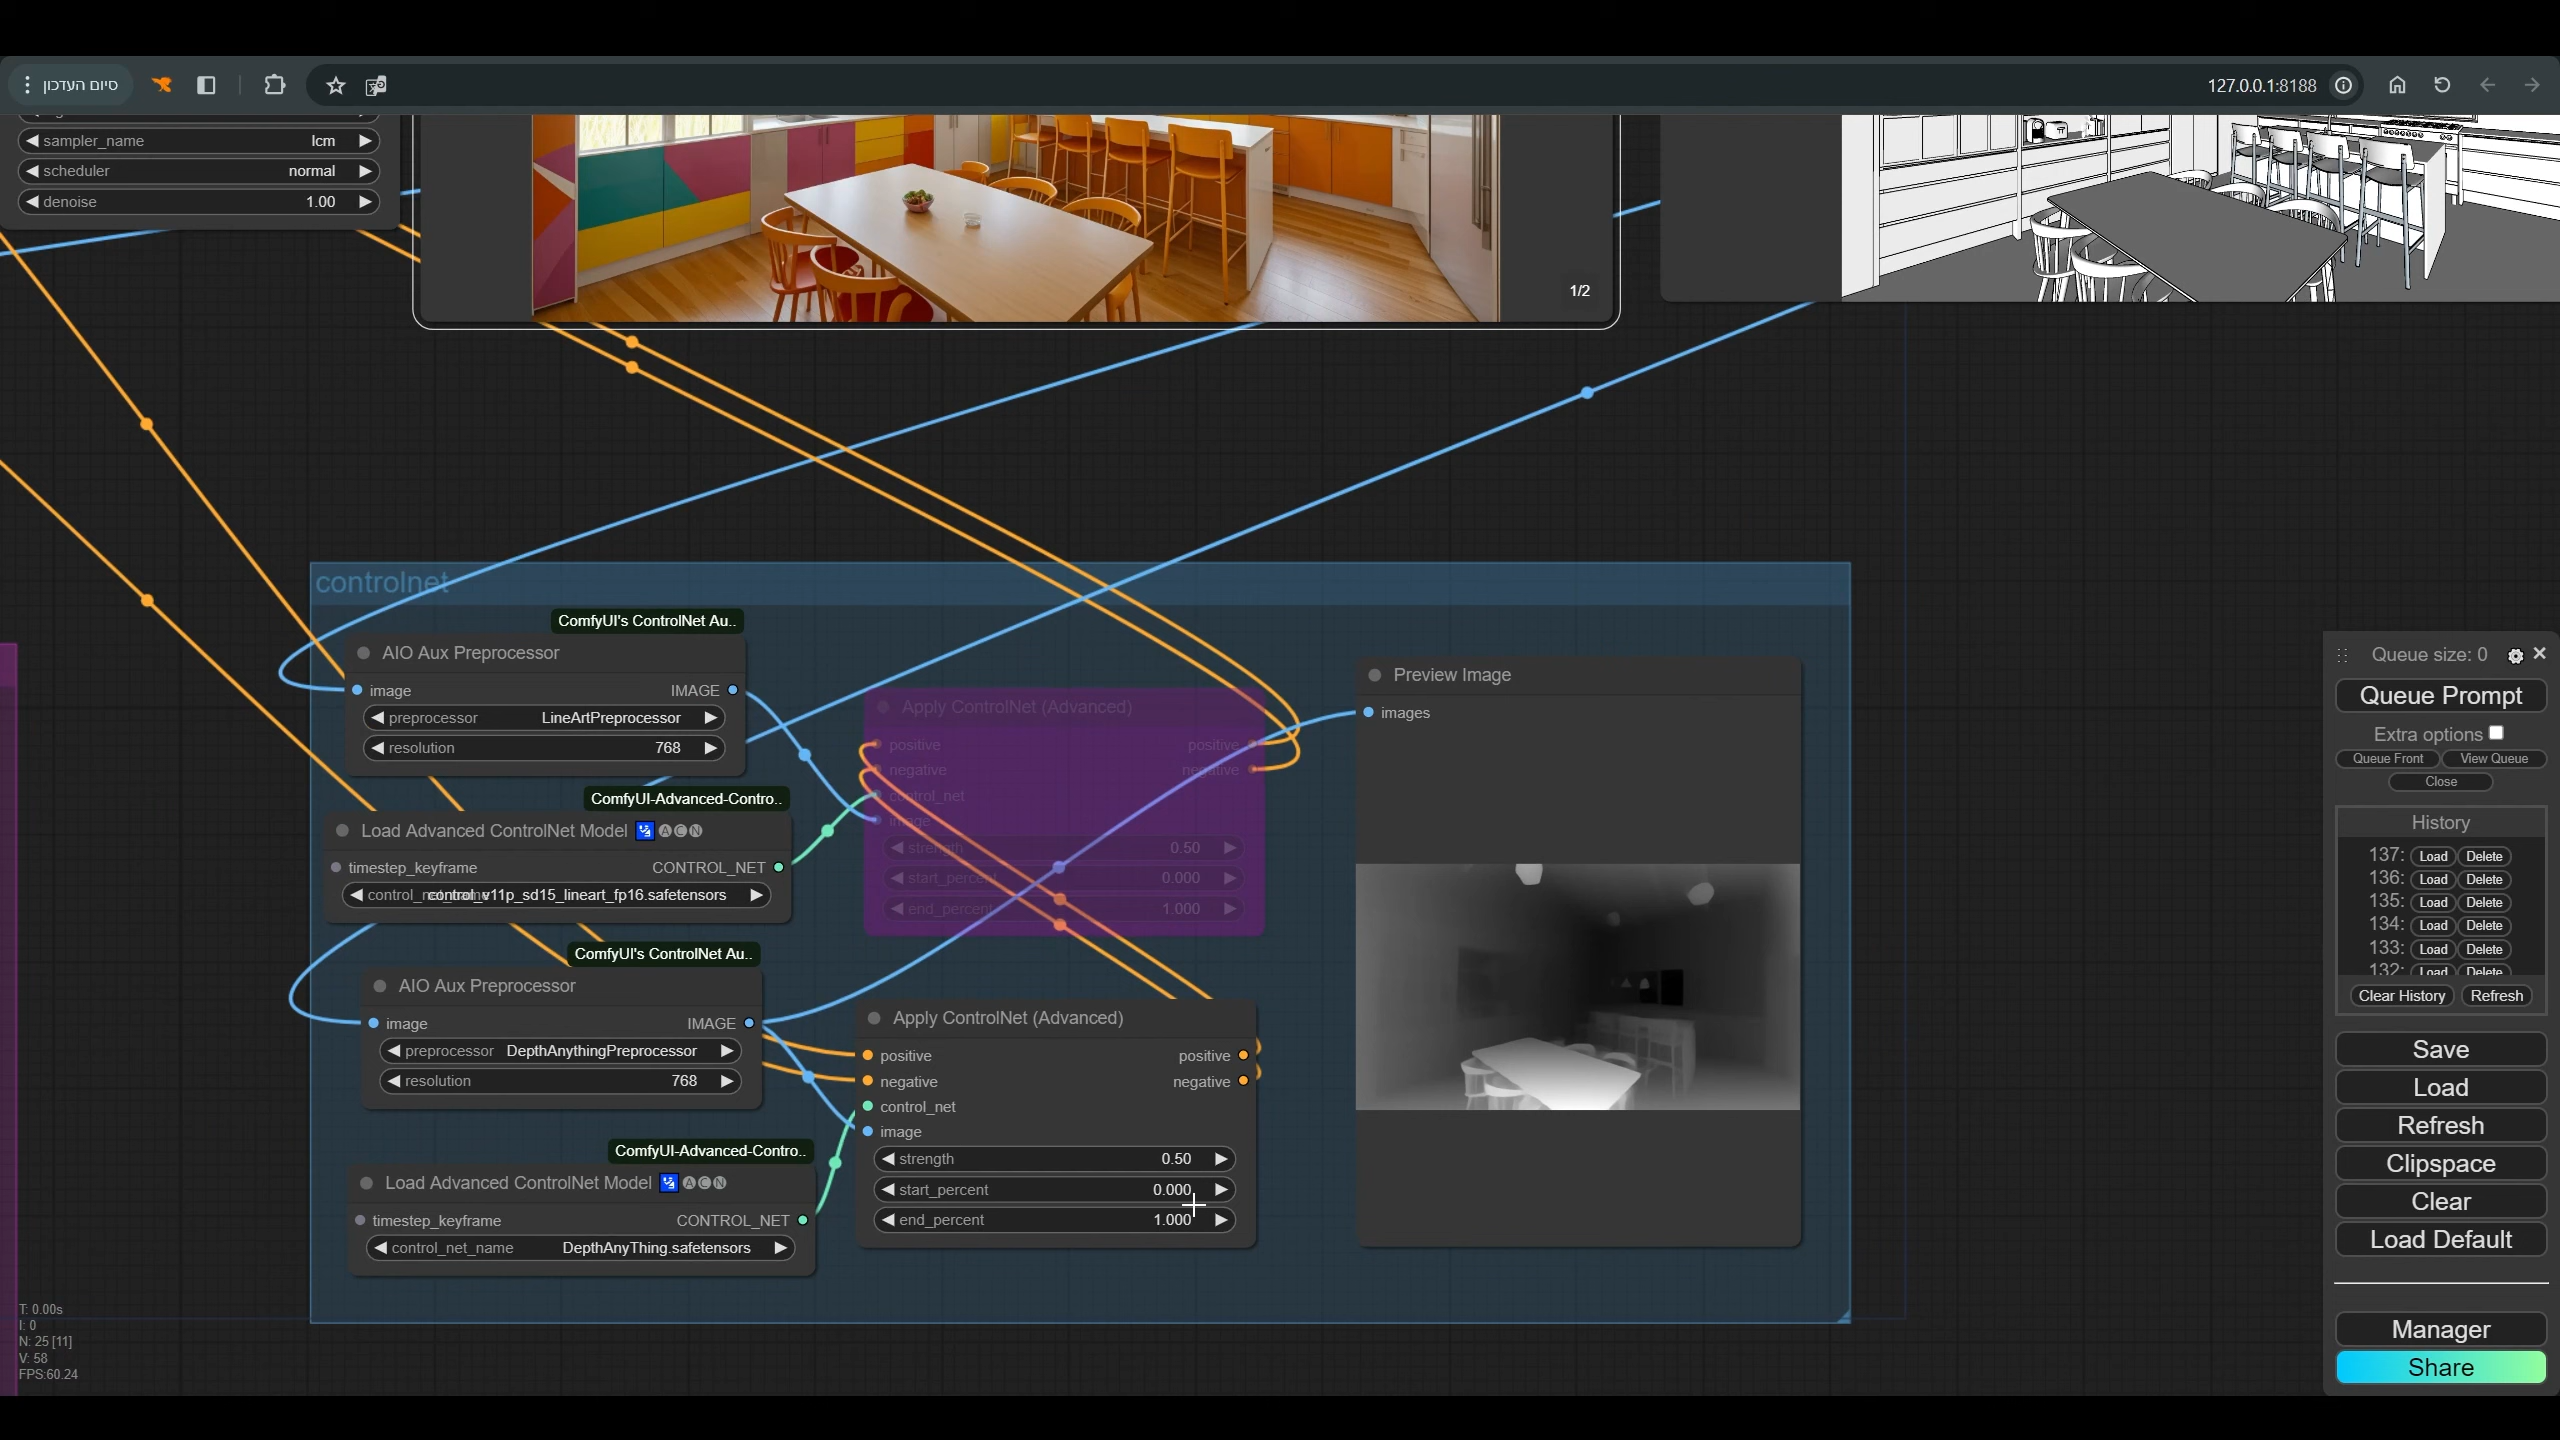 סיום העדכון
127.0.0.1:8188
sampler_name lcm
scheduler normal
denoise 1.00
1/2
controlnet
ComfyUI's ControlNet Au..
AIO Aux Preprocessor
image IMAGE
preprocessor LineArtPreprocessor
resolution 768
ComfyUI-Advanced-Contro..
Load Advanced ControlNet Model ACN
timestep_keyframe CONTROL_NET
control_v11p_sd15_lineart_fp16.safetensors
Apply ControlNet (Advanced)
positive positive
negative negative
control_net
image
strength 0.50
start_percent 0.000
end_percent 1.000
ComfyUI's ControlNet Au..
AIO Aux Preprocessor
image IMAGE
preprocessor DepthAnythingPreprocessor
resolution 768
ComfyUI-Advanced-Contro..
Load Advanced ControlNet Model ACN
timestep_keyframe CONTROL_NET
control_net_name DepthAnyThing.safetensors
Apply ControlNet (Advanced)
positive positive
negative negative
control_net
image
strength 0.50
start_percent 0.000
end_percent 1.000
Preview Image
images
Queue size: 0
Queue Prompt
Extra options
Queue Front View Queue
Close
History
137: Load Delete
136: Load Delete
135: Load Delete
134: Load Delete
133: Load Delete
132: Load Delete
Clear History Refresh
Save
Load
Refresh
Clipspace
Clear
Load Default
Manager
Share
T: 0.00s
I: 0
N: 25 [11]
V: 58
FPS:60.24